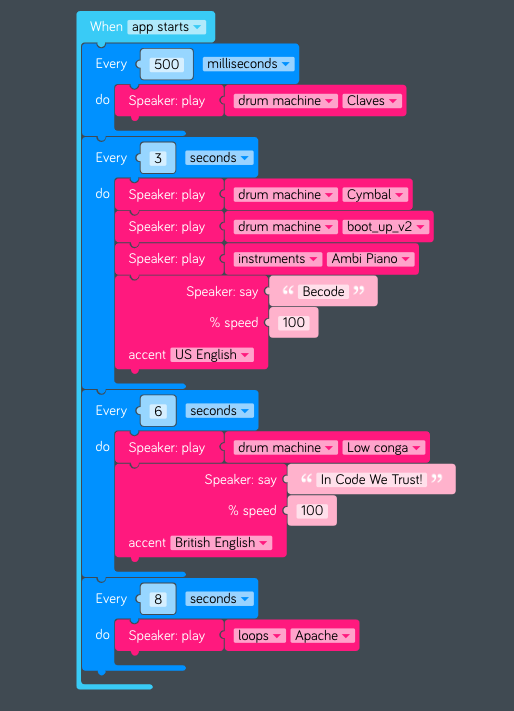 When app starts
Every 500 milliseconds
do Speaker: play drum machine Claves
Every 3 seconds
do Speaker: play drum machine Cymbal
Speaker: play drum machine boot_up_v2
Speaker: play instruments Ambi Piano
Speaker: say “ Becode ”
% speed 100
accent US English
Every 6 seconds
do Speaker: play drum machine Low conga
Speaker: say “ In Code We Trust! ”
% speed 100
accent British English
Every 8 seconds
do Speaker: play loops Apache